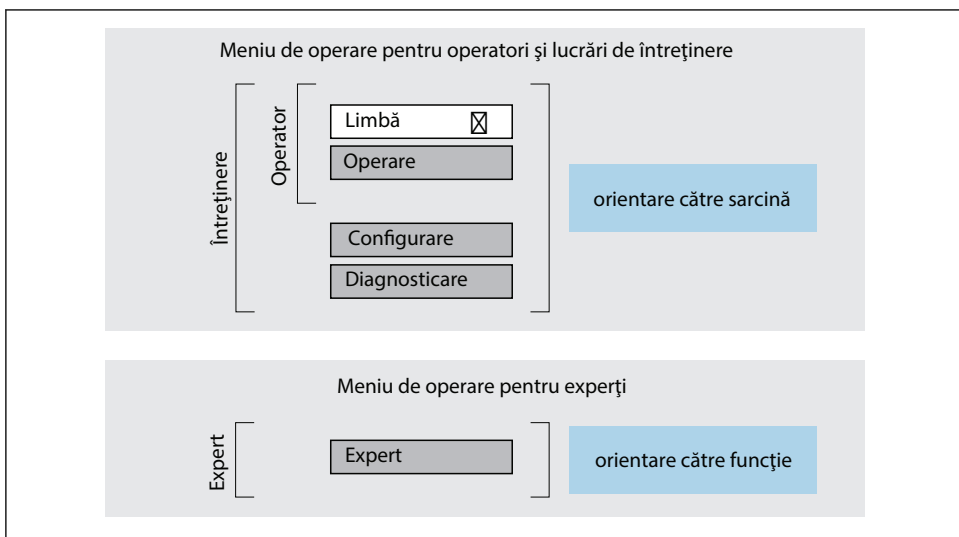 Meniu de operare pentru operatori și lucrări de întreţinere
Întreţinere
Operator
Limbă
Operare
Configurare
Diagnosticare
orientare către sarcină
Meniu de operare pentru experţi
Expert
Expert
orientare către funcţie